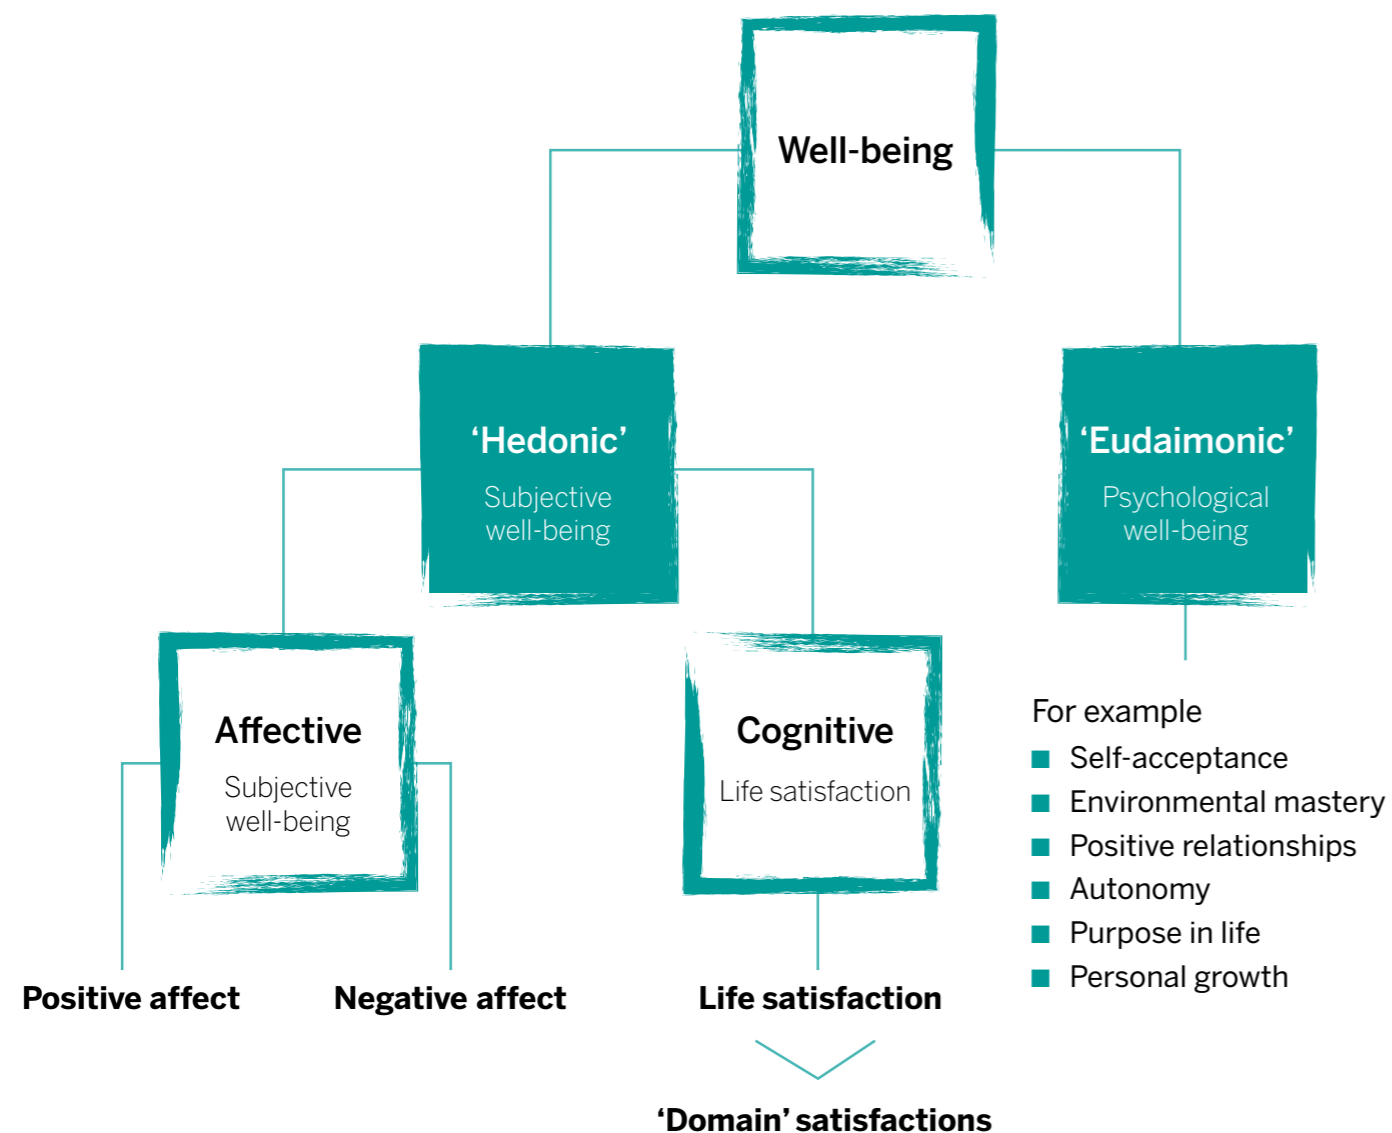 Well-being
‘Hedonic’
Subjective
well-being
‘Eudaimonic’
Psychological
well-being
Affective
Subjective
well-being
Cognitive
Life satisfaction
For example
Self-acceptance
Environmental mastery
Positive relationships
Autonomy
Purpose in life
Personal growth
Positive affect
Negative affect
Life satisfaction
‘Domain’ satisfactions